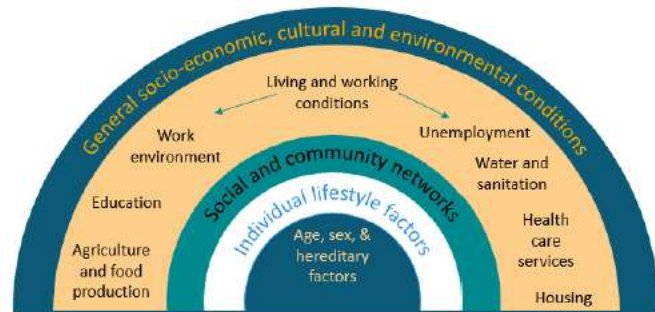 General socio-economic, cultural and environmental conditions
Living and working
conditions
Work
environment
Unemployment
Water and
sanitation
Education
Health
care
services
Agriculture
and food
production
Housing
Social and community networks
Individual lifestyle factors
Age, sex, &
hereditary
factors